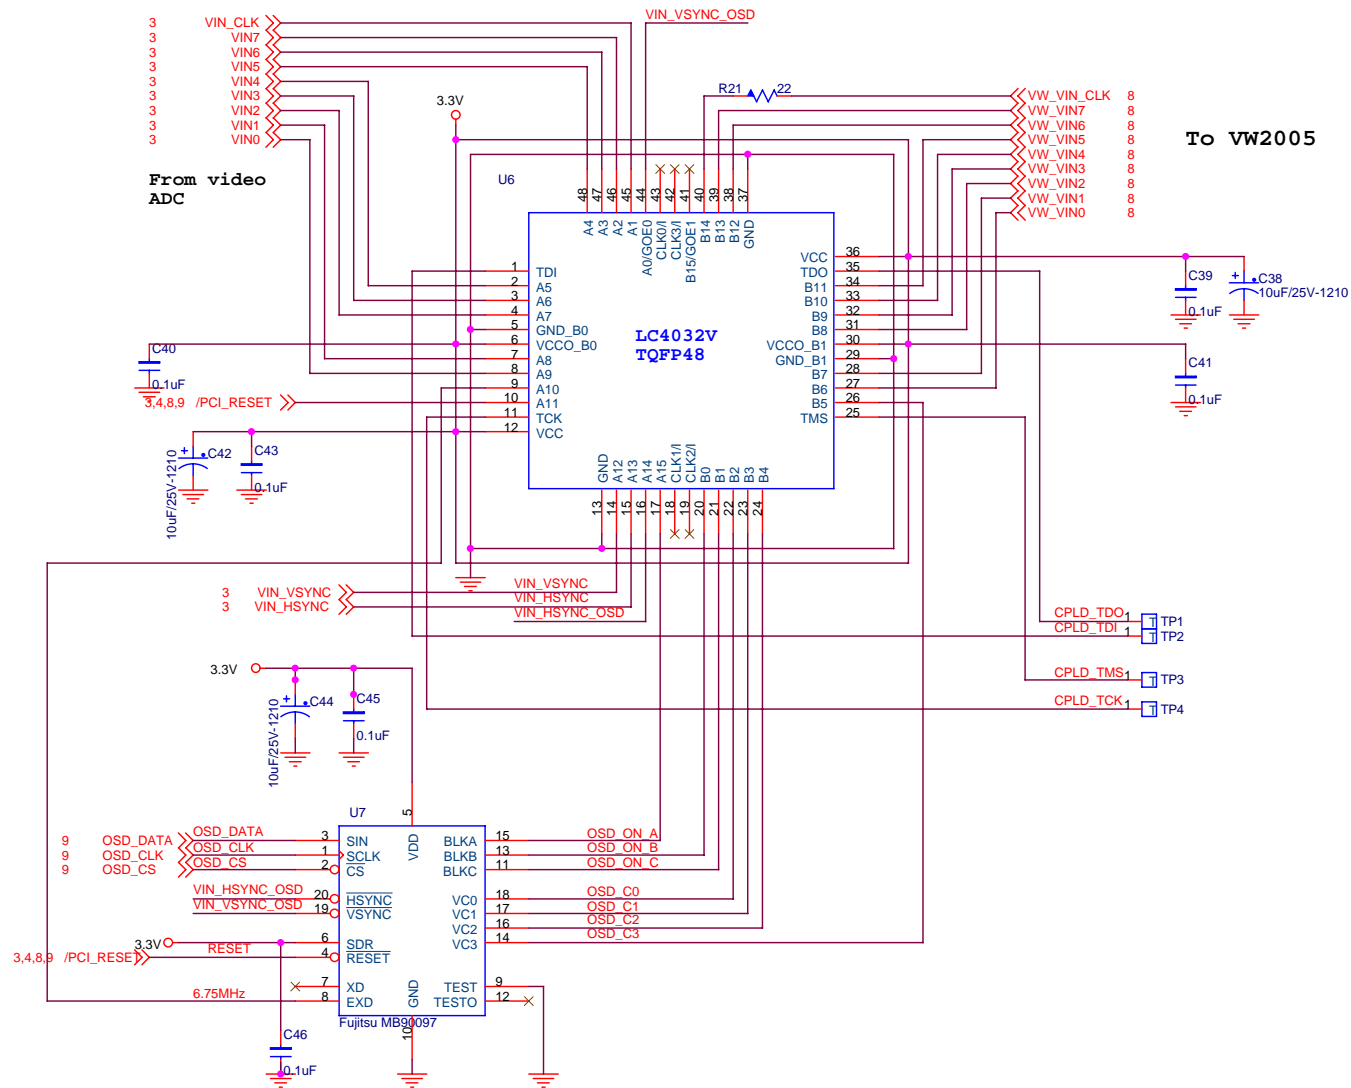 3 VIN_CLK
3 VIN7
3 VIN6
3 VIN5
3 VIN4
3 VIN3
3 VIN2
3 VIN1
3 VIN0
From video
ADC
VIN_VSYNC_OSD
3.3V
R21 22
VW_VIN_CLK 8
VW_VIN7 8
VW_VIN6 8
VW_VIN5 8
VW_VIN4 8
VW_VIN3 8
VW_VIN2 8
VW_VIN1 8
VW_VIN0 8
To VW2005
U6
48 47 46 45 44 43 42 41 40 39 38 37
A4 A3 A2 A1 A0/GOE0 CLK0/I CLK3/I B15/GOE1 B14 B13 B12 GND
1 TDI
2 A5
3 A6
4 A7
5 GND_B0
6 VCCO_B0
7 A8
8 A9
9 A10
10 A11
11 TCK
12 VCC
LC4032V
TQFP48
VCC 36
TDO 35
B11 34
B10 33
B9 32
B8 31
VCCO_B1 30
GND_B1 29
B7 28
B6 27
B5 26
TMS 25
GND A12 A13 A14 A15 CLK1/I CLK2/I B0 B1 B2 B3 B4
13 14 15 16 17 18 19 20 21 22 23 24
C39
0.1uF
C38
10uF/25V-1210
C41
0.1uF
C40
0.1uF
3,4,8,9 /PCI_RESET
C42
10uF/25V-1210
C43
0.1uF
3 VIN_VSYNC
3 VIN_HSYNC
VIN_VSYNC
VIN_HSYNC
VIN_HSYNC_OSD
CPLD_TDO 1 T TP1
CPLD_TDI 1 T TP2
CPLD_TMS 1 T TP3
CPLD_TCK 1 T TP4
3.3V
C44
10uF/25V-1210
C45
0.1uF
U7
5
VDD
9 OSD_DATA OSD_DATA 3 SIN
9 OSD_CLK OSD_CLK 1 SCLK
9 OSD_CS OSD_CS 2 CS
VIN_HSYNC_OSD 20 HSYNC
VIN_VSYNC_OSD 19 VSYNC
3.3V 6 SDR
3,4,8,9 /PCI_RESET RESET 4 RESET
7 XD
6.75MHz 8 EXD
BLKA 15 OSD_ON_A
BLKB 13 OSD_ON_B
BLKC 11 OSD_ON_C
VC0 18 OSD_C0
VC1 17 OSD_C1
VC2 16 OSD_C2
VC3 14 OSD_C3
TEST 9
TESTO 12
GND
10
Fujitsu MB90097
C46
0.1uF